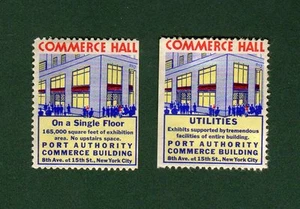 COMMERCE HALL
On a Single Floor
165,000 square feet of exhibition
area. No upstairs space.
PORT AUTHORITY
COMMERCE BUILDING
8th Ave. at 15th St., New York City
COMMERCE HALL
UTILITIES
Exhibits supported by tremendous
facilities of entire building.
PORT AUTHORITY
COMMERCE BUILDING
8th Ave. at 15th St., New York City